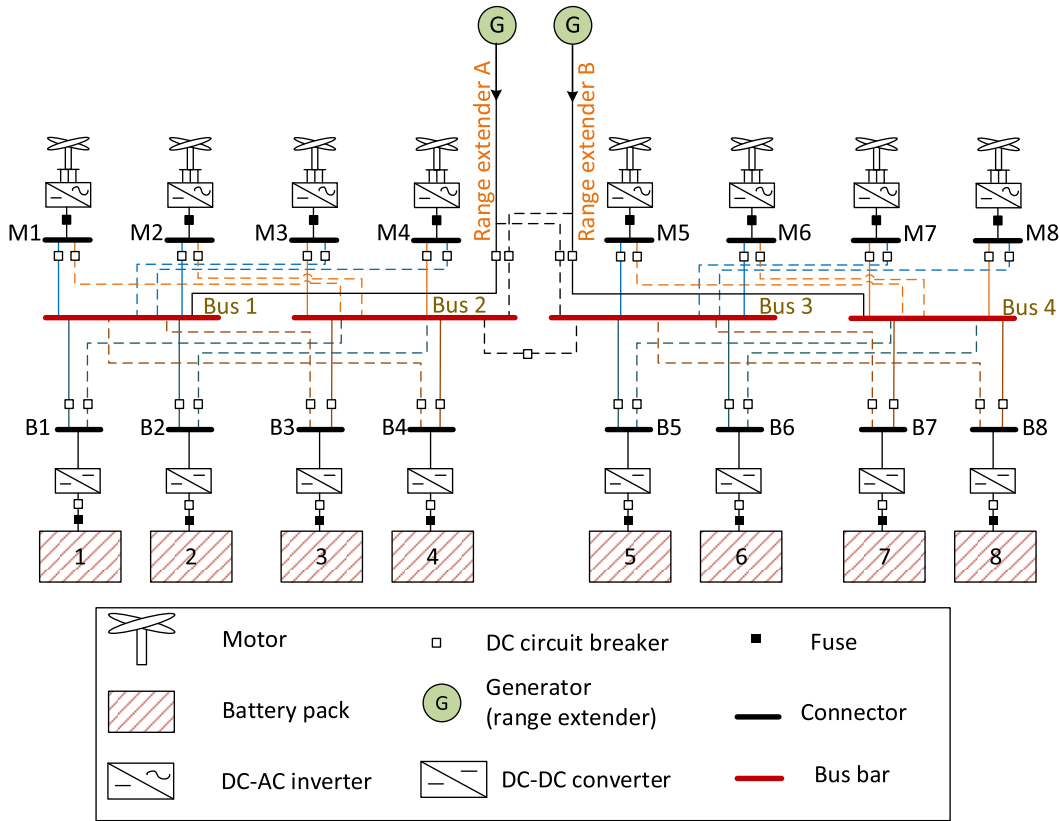 G
G
Range extender A
Range extender B
M1
M2
M3
M4
M5
M6
M7
M8
Bus 1
Bus 2
Bus 3
Bus 4
B1
B2
B3
B4
B5
B6
B7
B8
1
2
3
4
5
6
7
8
Motor
DC circuit breaker
Fuse
Battery pack
G
Generator
(range extender)
Connector
DC-AC inverter
DC-DC converter
Bus bar